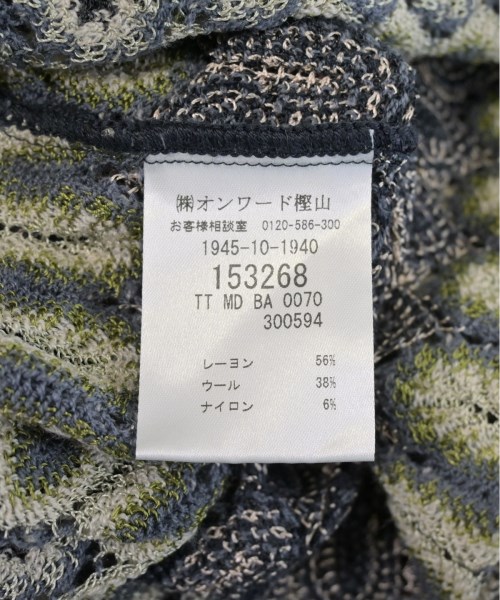 ㈱オンワード樫山
お客様相談室 0120-586-300
1945-10-1940
153268
TT MD BA 0070
300594
レーヨン 56%
ウール 38%
ナイロン 6%